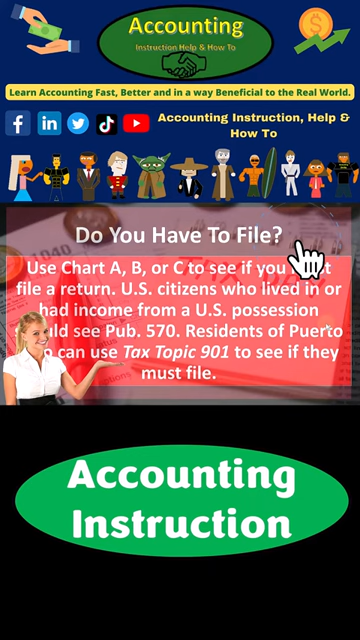 Accounting
Instruction Help & How To
Learn Accounting Fast, Better and in a way Beneficial to the Real World.
Accounting Instruction, Help &
How To
Do You Have To File?
Use Chart A, B, or C to see if you
file a return. U.S. citizens who lived in or
had income from a U.S. possession
see Pub. 570. Residents of Puerto
can use Tax Topic 901 to see if they
must file.
1040
Accounting
Instruction